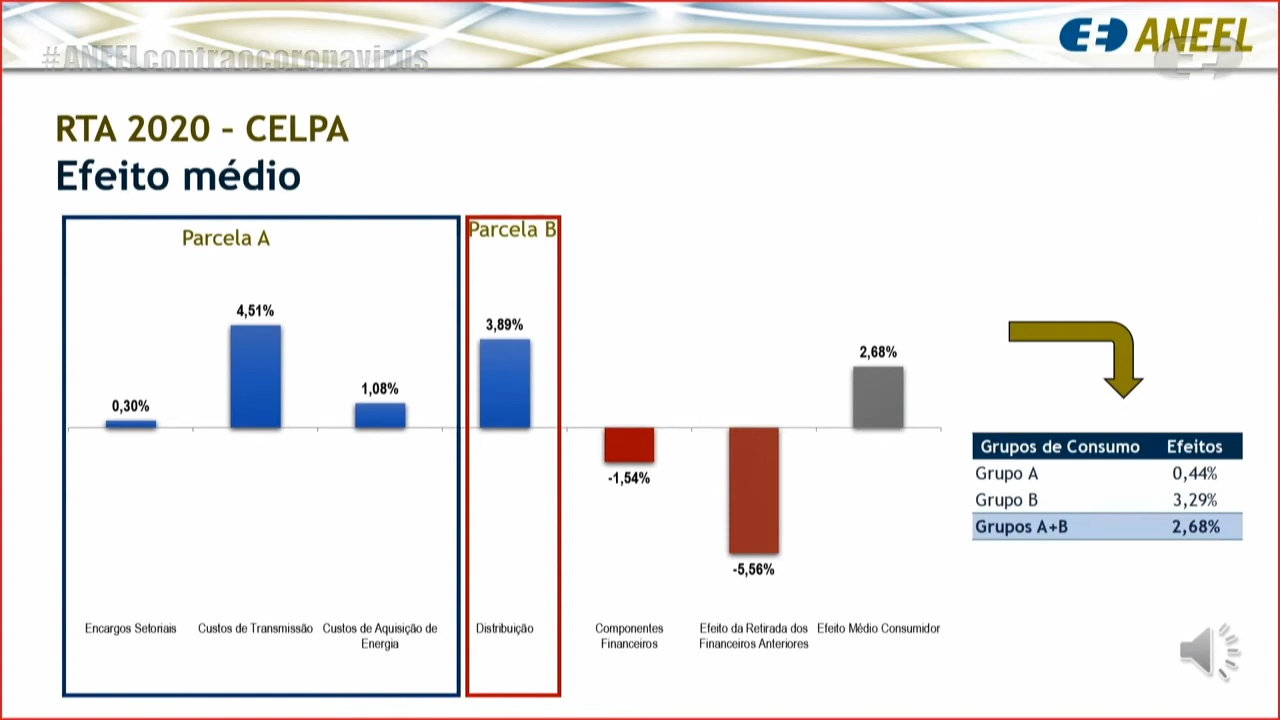 #ANEELcontraocoronavirus
ANEEL
RTA 2020 – CELPA
Efeito médio
Parcela A
Parcela B
4,51%
3,89%
2,68%
1,08%
0,30%
-1,54%
-5,56%
Encargos Setoriais
Custos de Transmissão
Custos de Aquisição de
Energia
Distribuição
Componentes
Financeiros
Efeito da Retirada dos
Financeiros Anteriores
Efeito Médio Consumidor
Grupos de Consumo Efeitos
Grupo A 0,44%
Grupo B 3,29%
Grupos A+B 2,68%